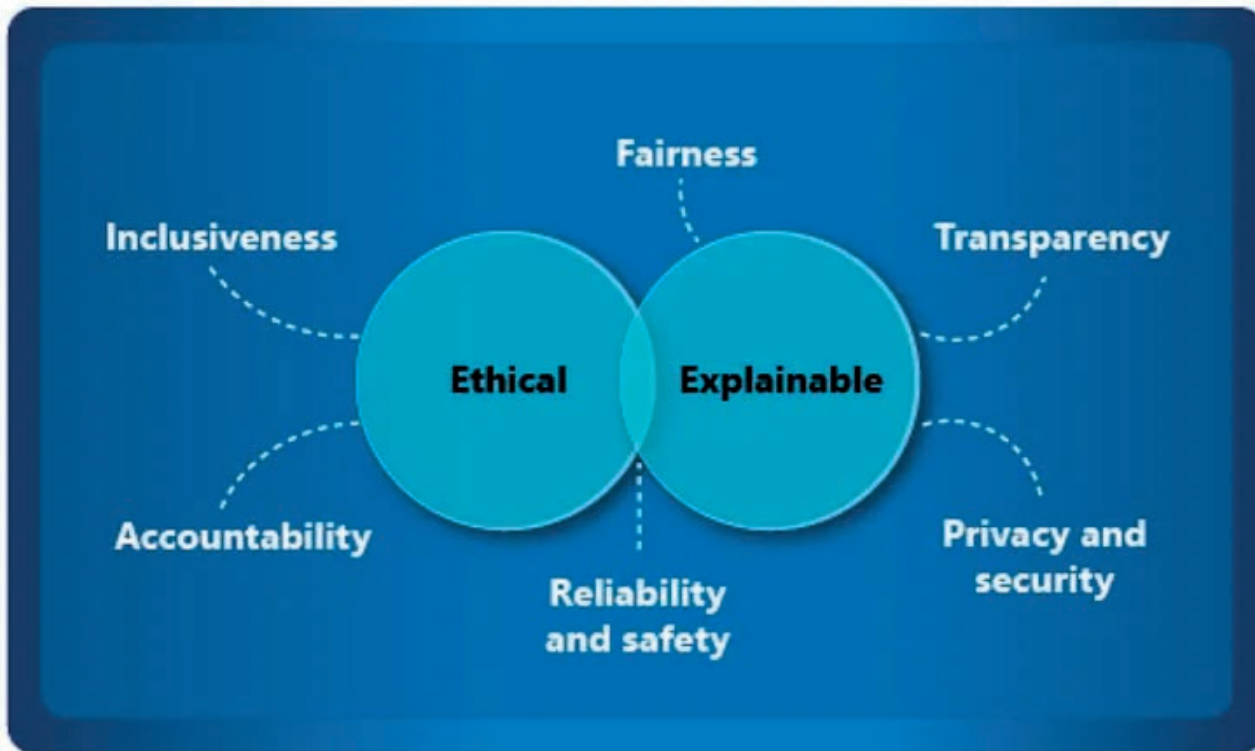 Fairness
Inclusiveness
Transparency
Ethical
Explainable
Accountability
Privacy and
security
Reliability
and safety